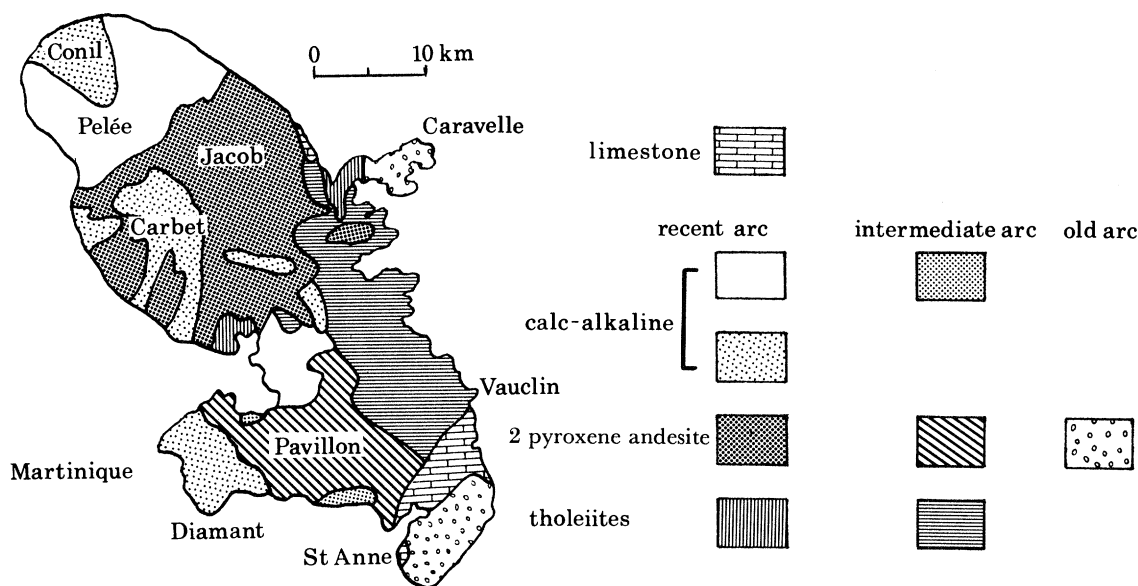 Conil
0 10 km
Pelée
Caravelle
Jacob
limestone
Carbet
recent arc intermediate arc old arc
calc-alkaline
Vauclin
2 pyroxene andesite
Pavillon
Martinique
tholeiites
Diamant
St Anne